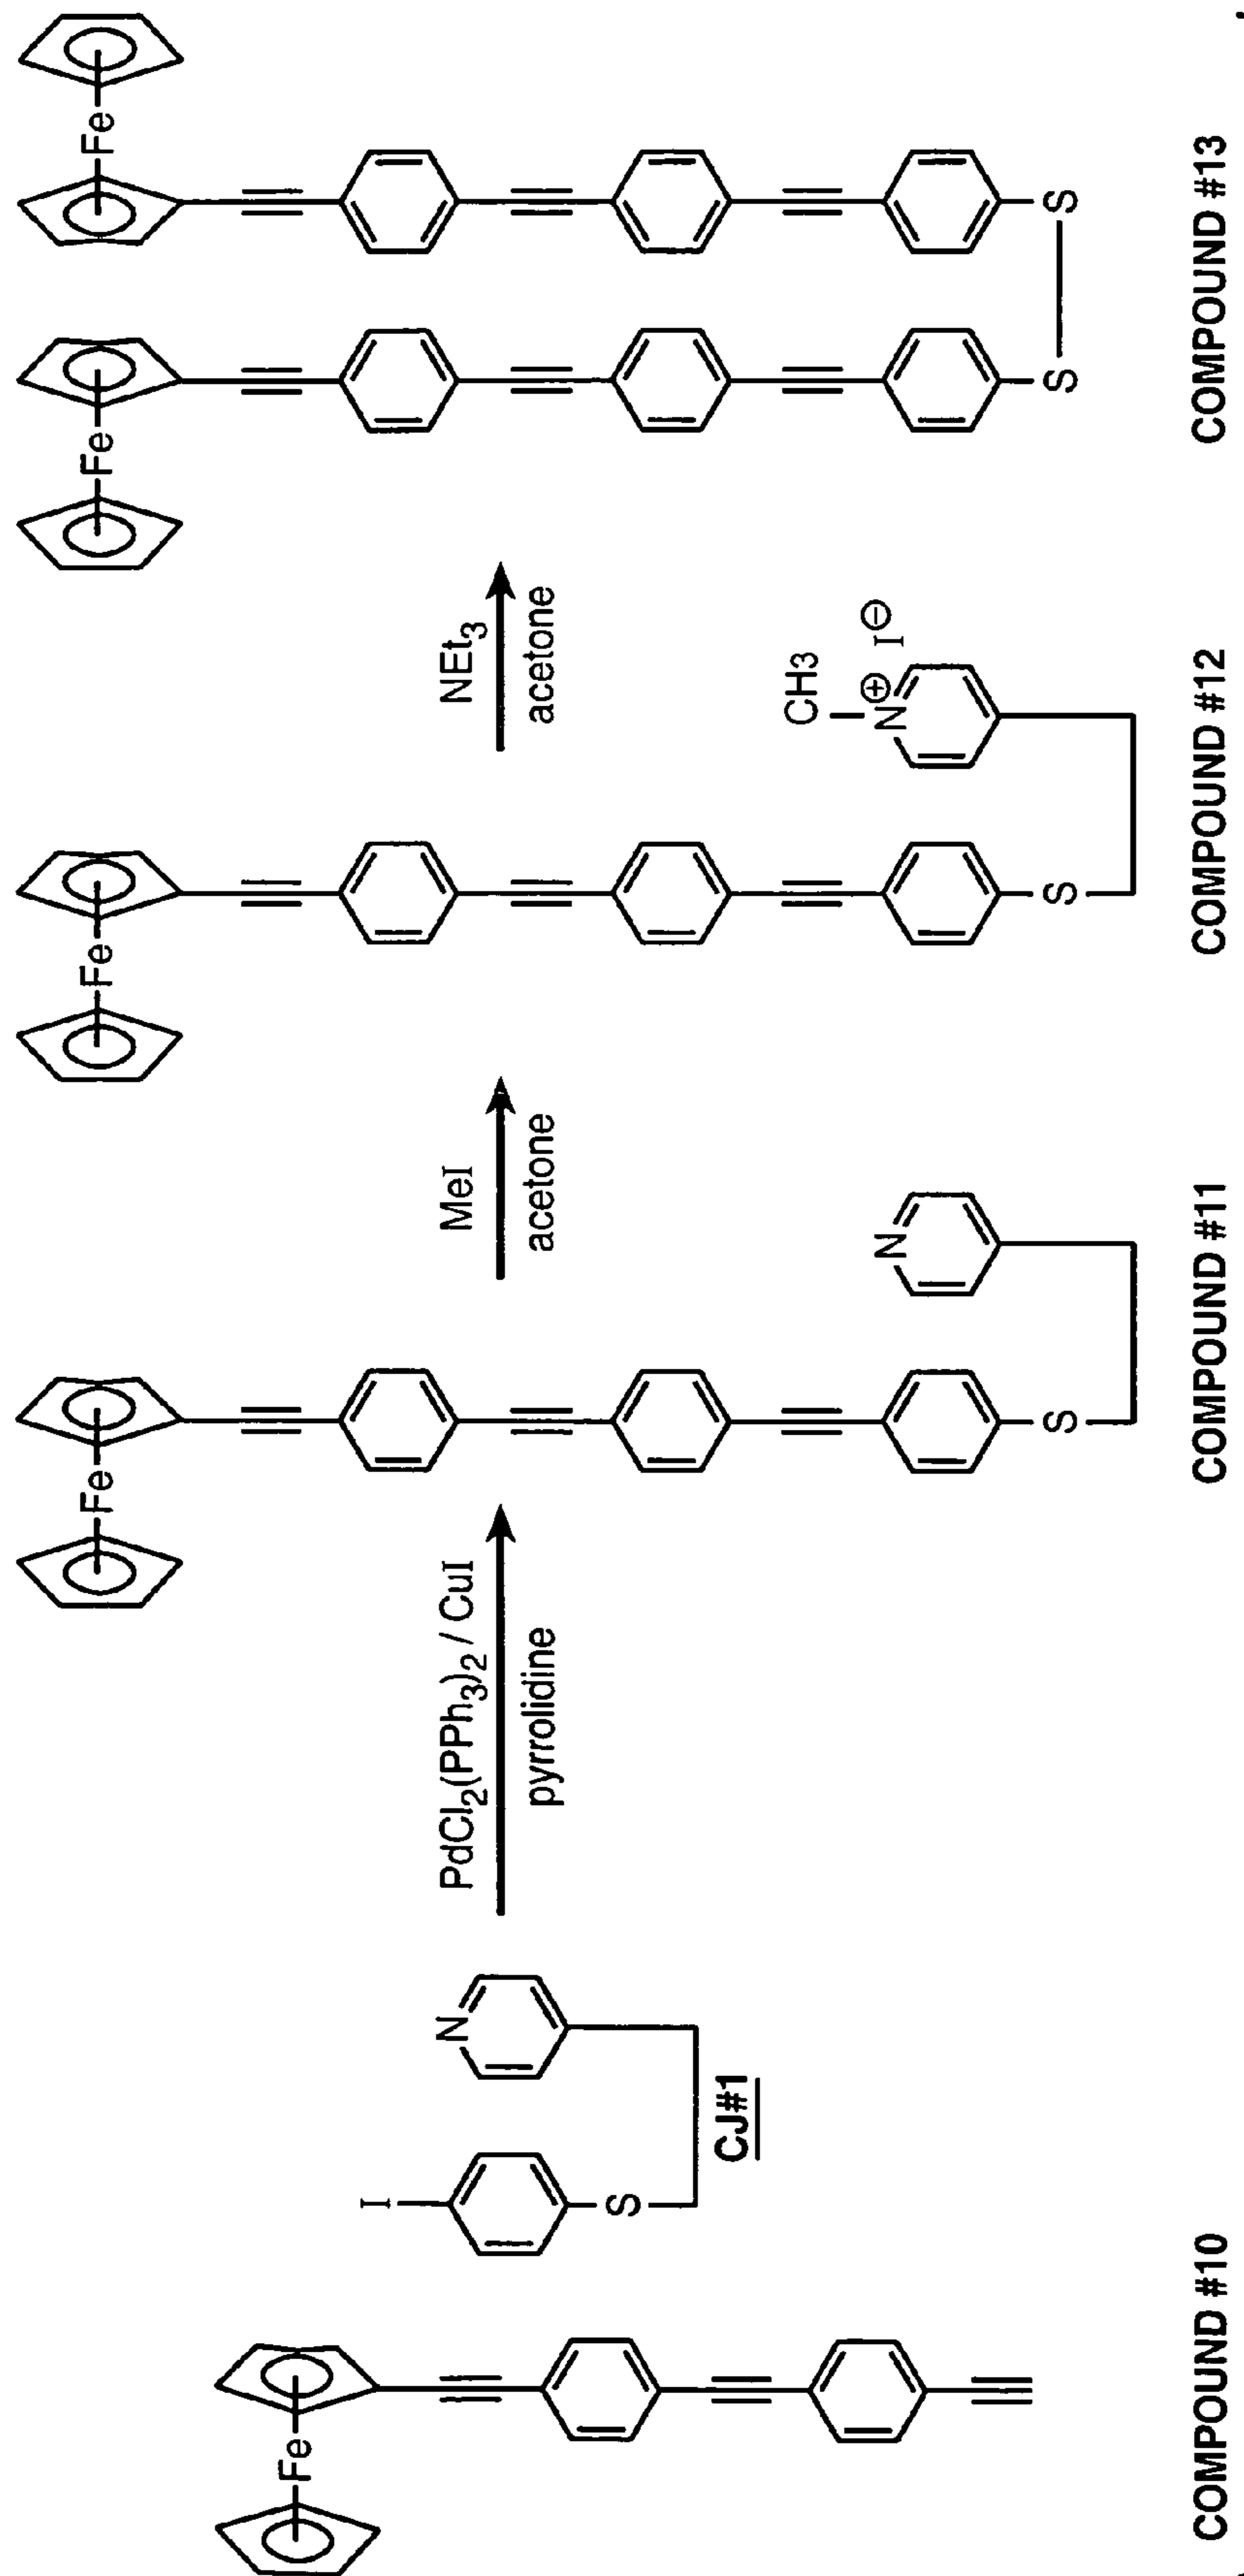 Fe
COMPOUND #10
I
S
N
CJ#1
PdCl2(PPh3)2 / CuI
pyrrolidine
Fe
S
N
COMPOUND #11
MeI
acetone
Fe
S
CH3
N⊕
I⊖
COMPOUND #12
NEt3
acetone
Fe
Fe
S
S
COMPOUND #13